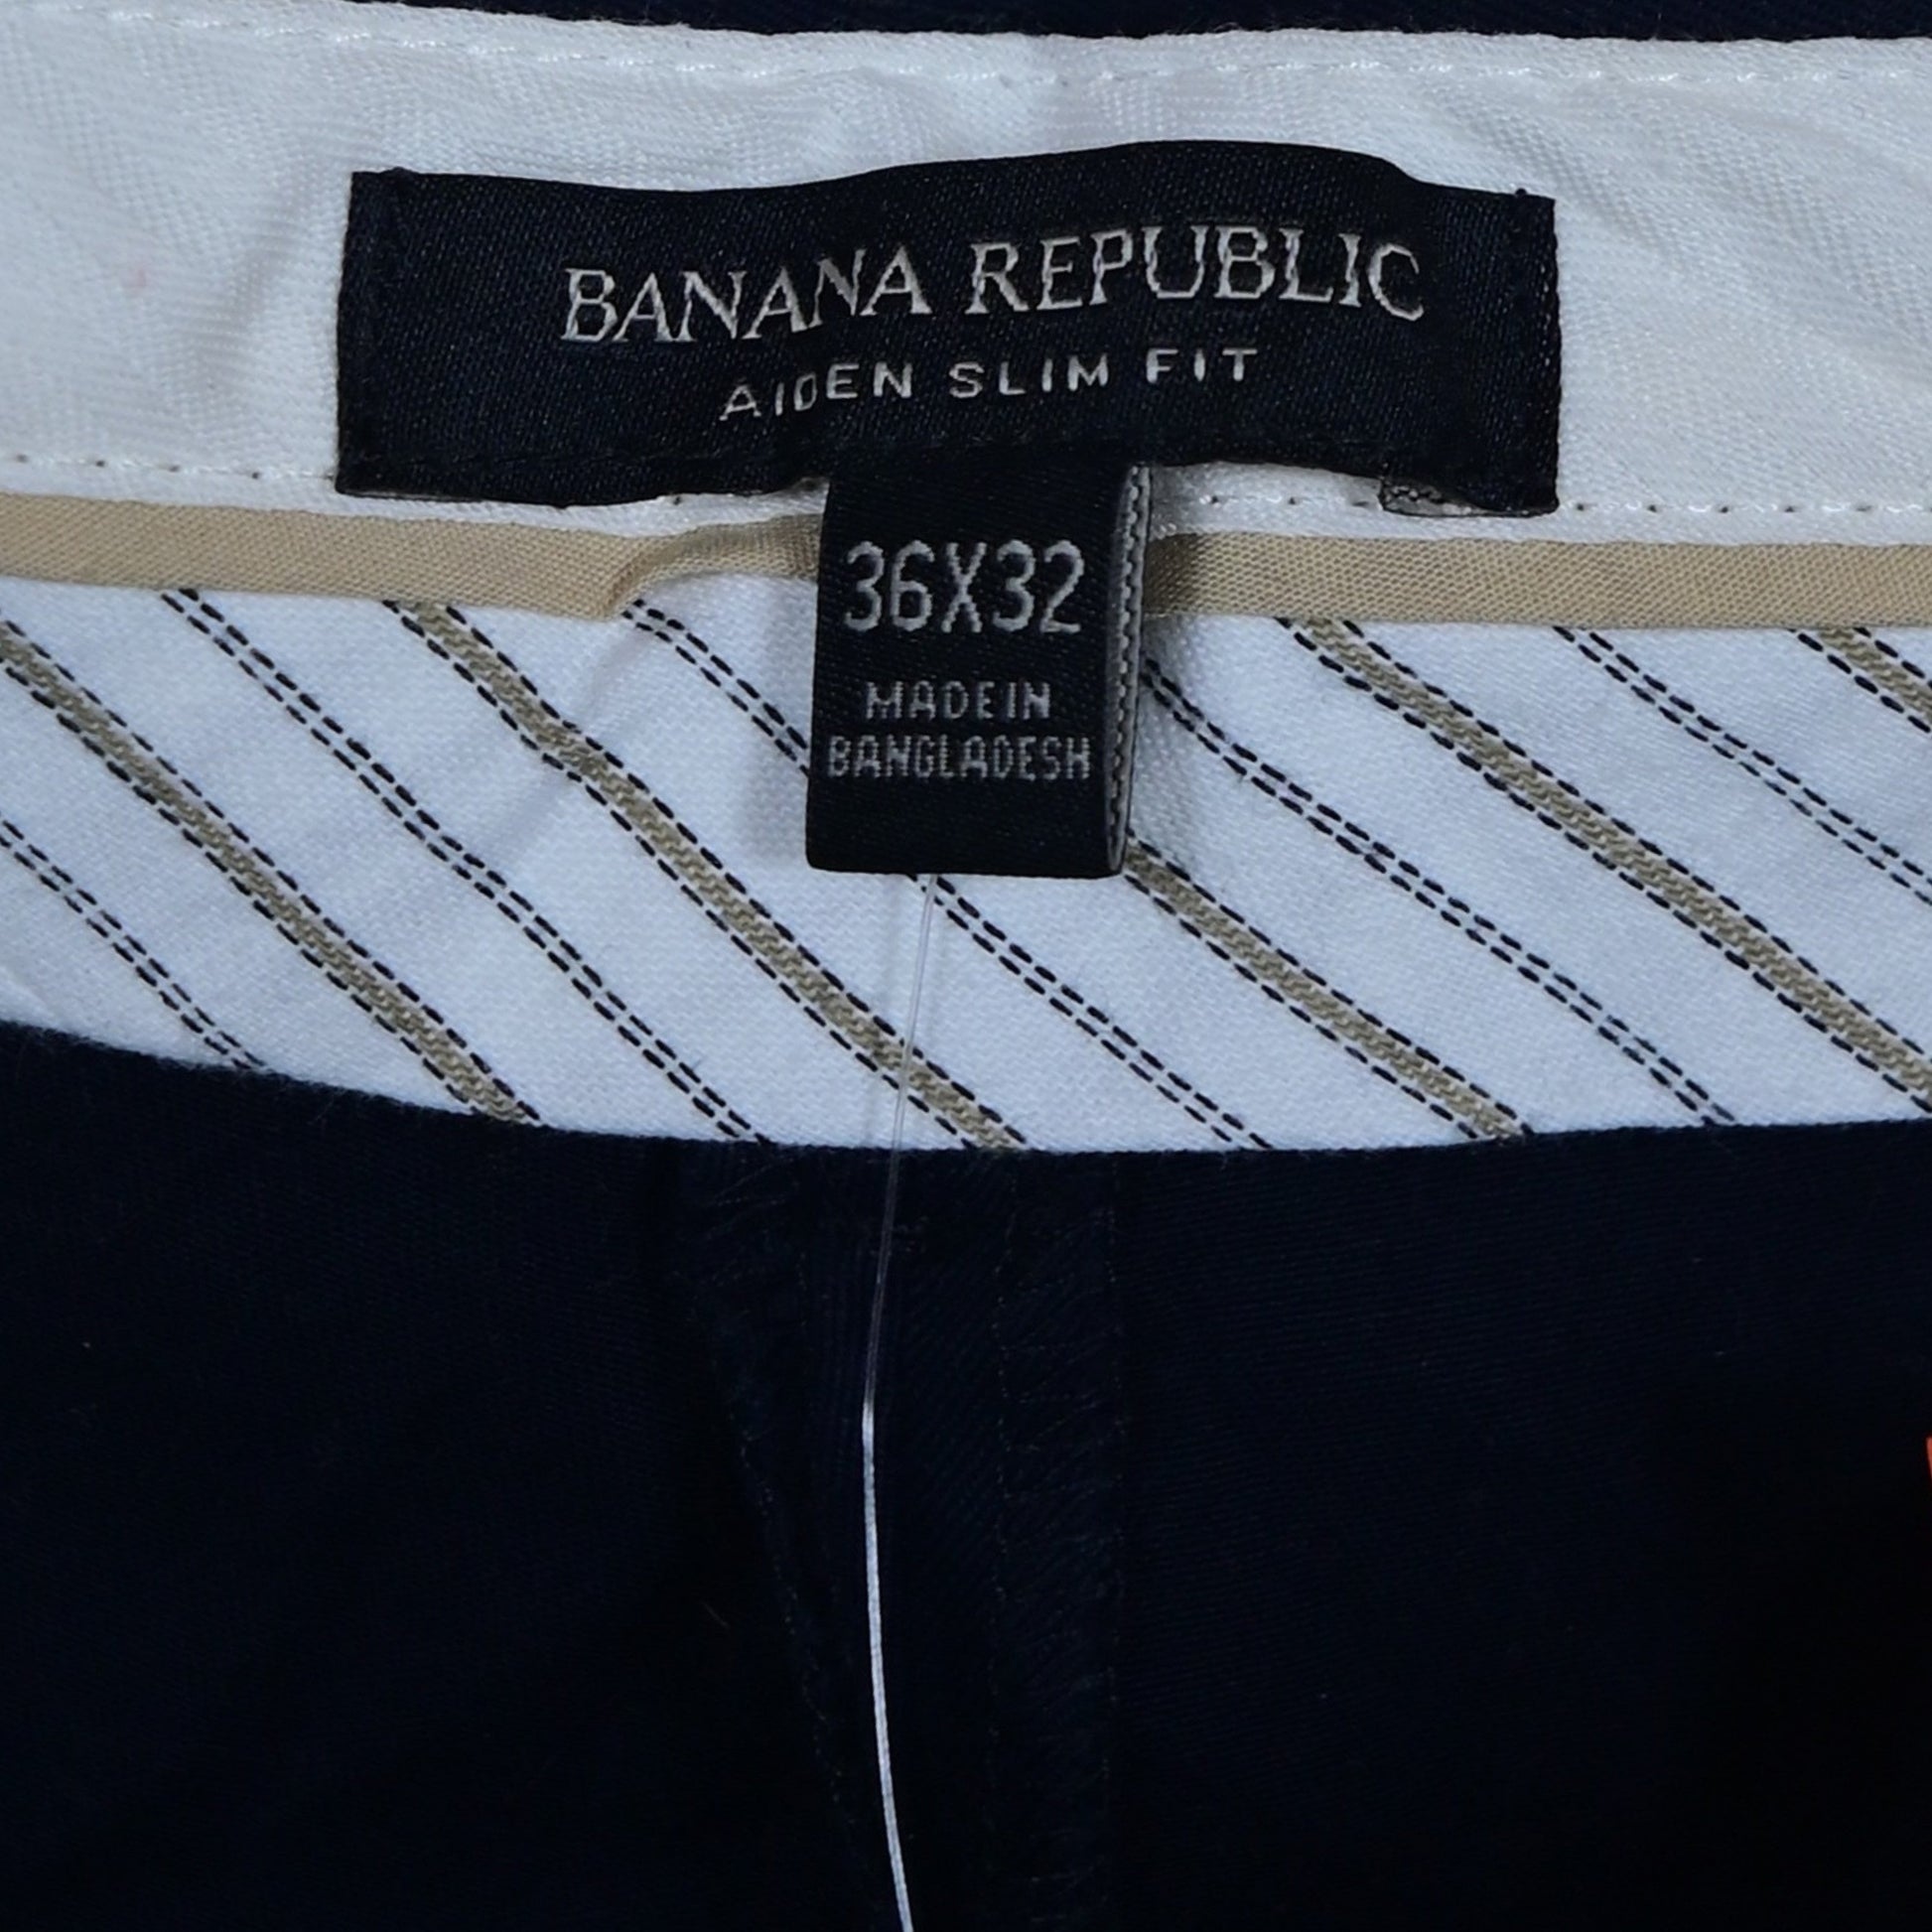 BANANA REPUBLIC
AIDEN SLIM FIT
36X32
MADE IN
BANGLADESH